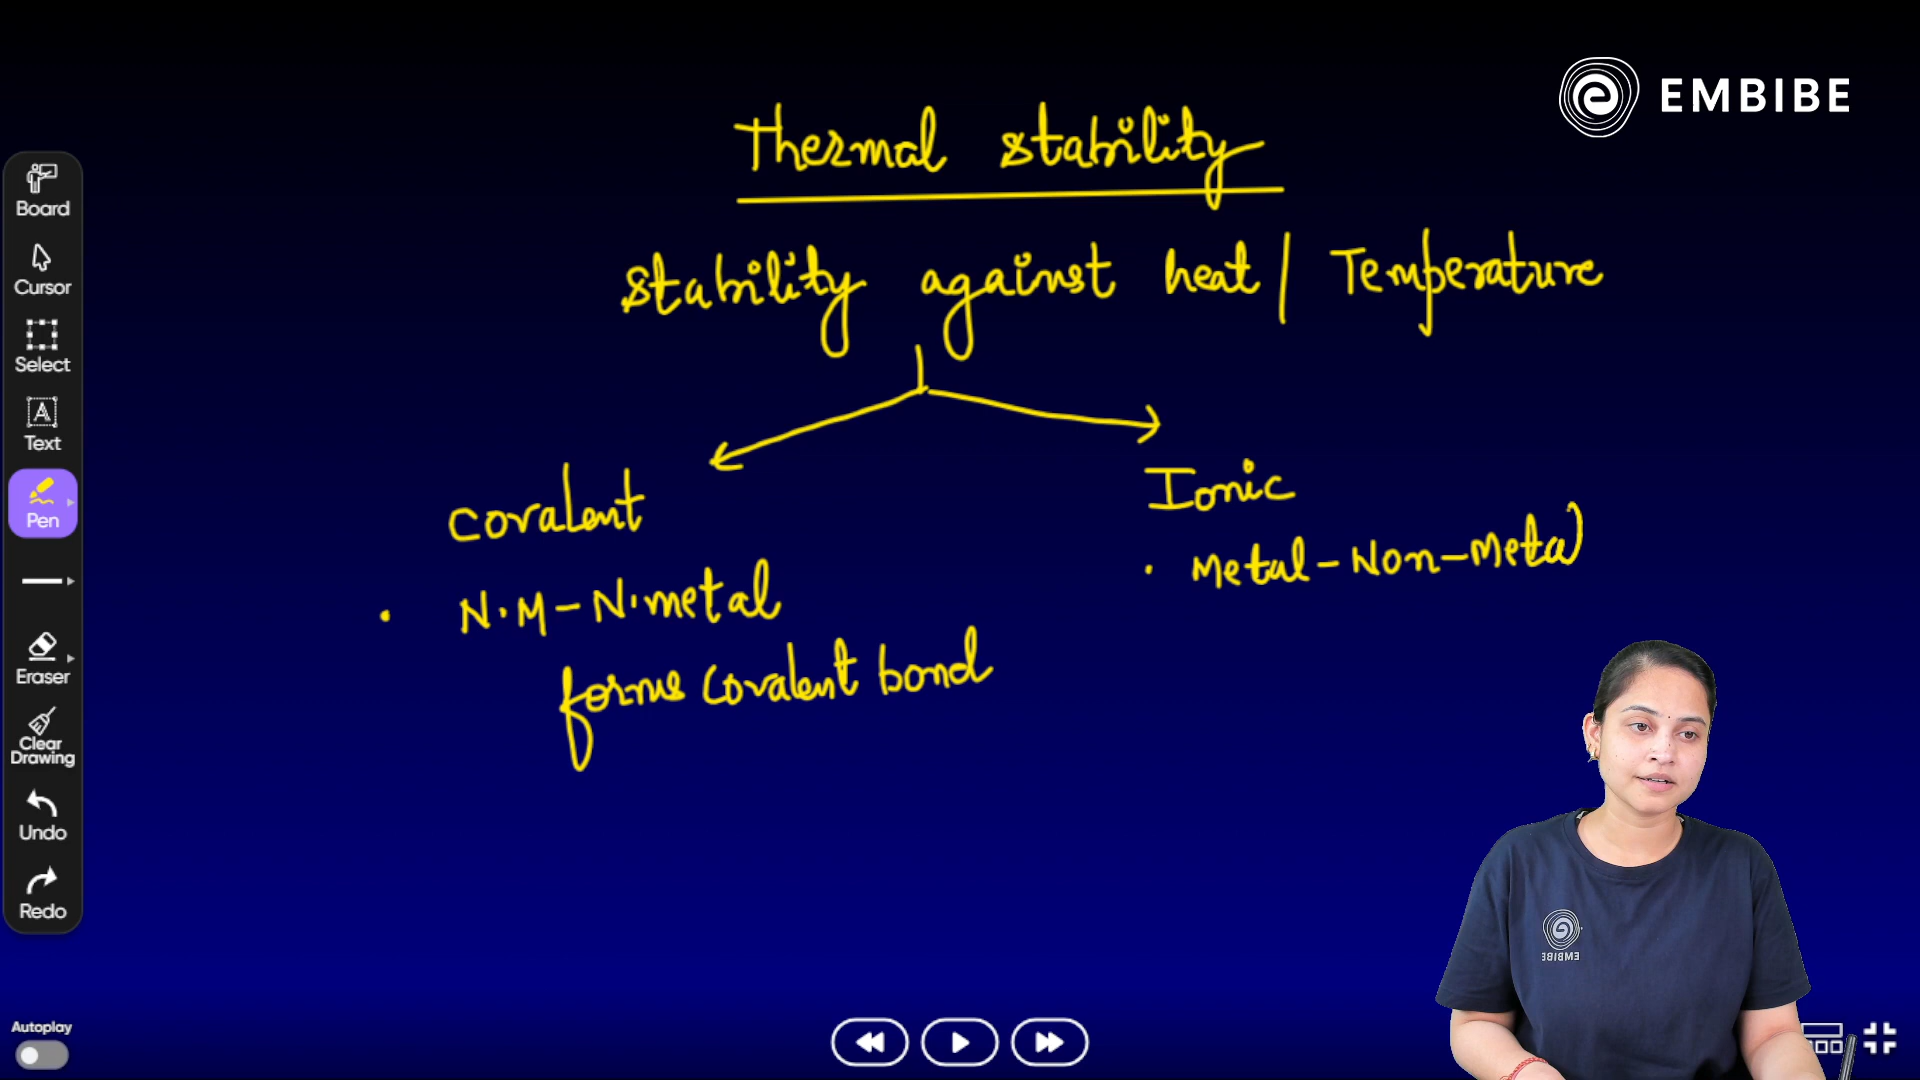 EMBIBE
Thermal stability
stability against heat / Temperature
covalent
Ionic
• Metal-Non-Metal
• N.M-N.metal
forms covalent bond
Board
Cursor
Select
Text
Pen
Eraser
Clear
Drawing
Undo
Redo
Autoplay
EMBIBE